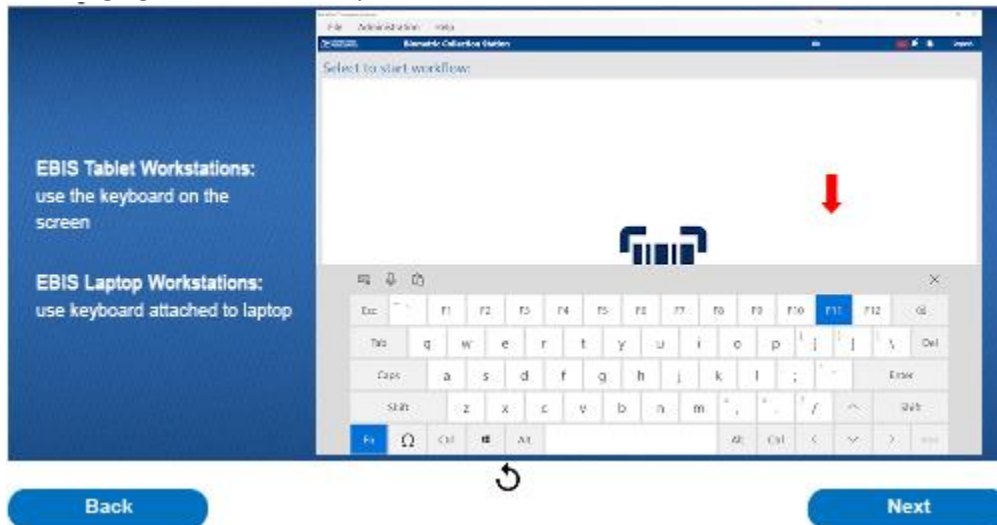 File Administration Help
Biometric Collection Station
Select to start workflow:
EBIS Tablet Workstations:
use the keyboard on the
screen
EBIS Laptop Workstations:
use keyboard attached to laptop
Esc F1 F2 F3 F4 F5 F6 F7 F8 F9 F10 F11 F12
Tab q w e r t y u i o p [ ] \ Del
Caps a s d f g h j k l ; Enter
Shift z x c v b n m , . / Shift
Fn Ω Ctrl Alt Alt Ctrl
Back
Next